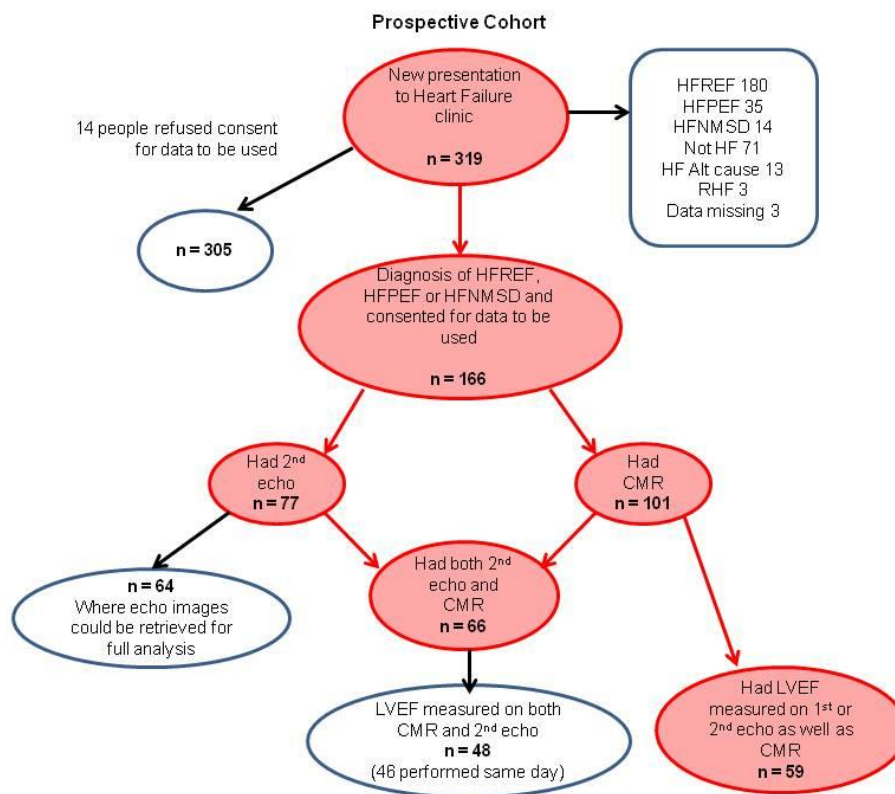 Prospective Cohort
New presentation
to Heart Failure
clinic
n = 319
HFREF 180
HFPEF 35
HFNMSD 14
Not HF 71
HF Alt cause 13
RHF 3
Data missing 3
14 people refused consent
for data to be used
n = 305
Diagnosis of HFREF,
HFPEF or HFNMSD and
consented for data to be
used
n = 166
Had 2nd
echo
n = 77
Had
CMR
n = 101
n = 64
Where echo images
could be retrieved for
full analysis
Had both 2nd
echo and
CMR
n = 66
LVEF measured on both
CMR and 2nd echo
n = 48
(46 performed same day)
Had LVEF
measured on 1st or
2nd echo as well as
CMR
n = 59